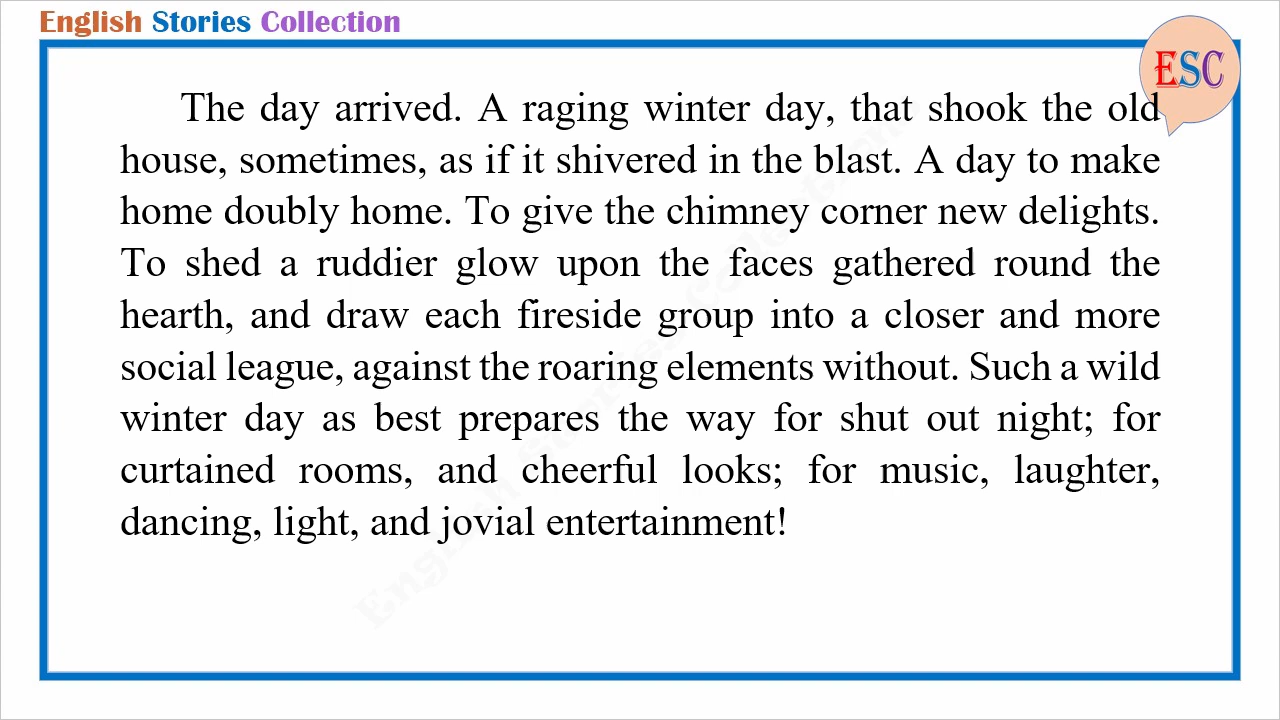 English Stories Collection
ESC
The day arrived. A raging winter day, that shook the old
house, sometimes, as if it shivered in the blast. A day to make
home doubly home. To give the chimney corner new delights.
To shed a ruddier glow upon the faces gathered round the
hearth, and draw each fireside group into a closer and more
social league, against the roaring elements without. Such a wild
winter day as best prepares the way for shut out night; for
curtained rooms, and cheerful looks; for music, laughter,
dancing, light, and jovial entertainment!
English Stories Collection